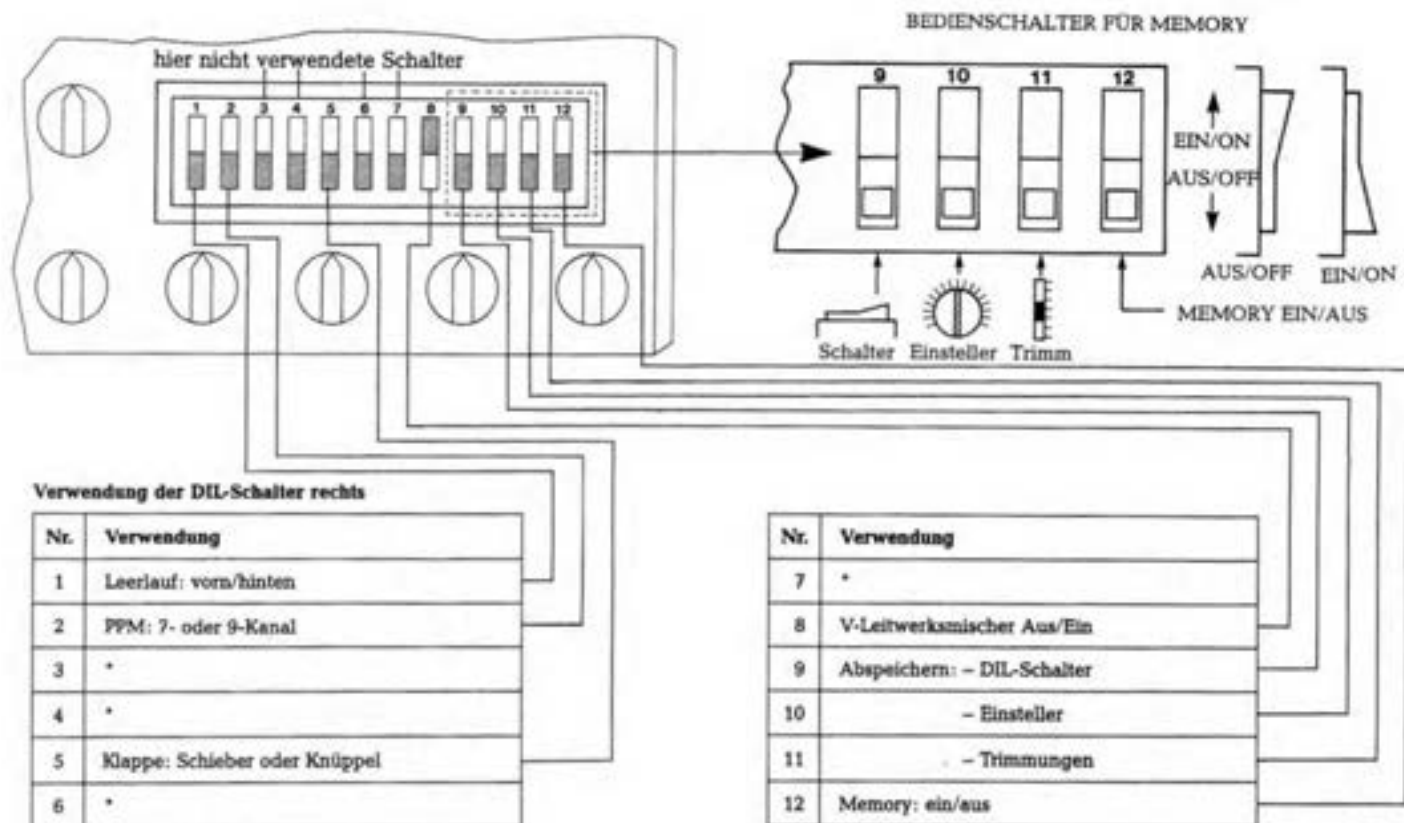 BEDIENSCHALTER FÜR MEMORY
hier nicht verwendete Schalter
1 2 3 4 5 6 7 8 9 10 11 12
9 10 11 12
EIN/ON
AUS/OFF
AUS/OFF EIN/ON
MEMORY EIN/AUS
Schalter Einsteller Trimm
Verwendung der DIL-Schalter rechts
Nr. Verwendung
1 Leerlauf: vorn/hinten
2 PPM: 7- oder 9-Kanal
3 *
4 *
5 Klappe: Schieber oder Knüppel
6 *
Nr. Verwendung
7 *
8 V-Leitwerksmischer Aus/Ein
9 Abspeichern: – DIL-Schalter
10 – Einsteller
11 – Trimmungen
12 Memory: ein/aus